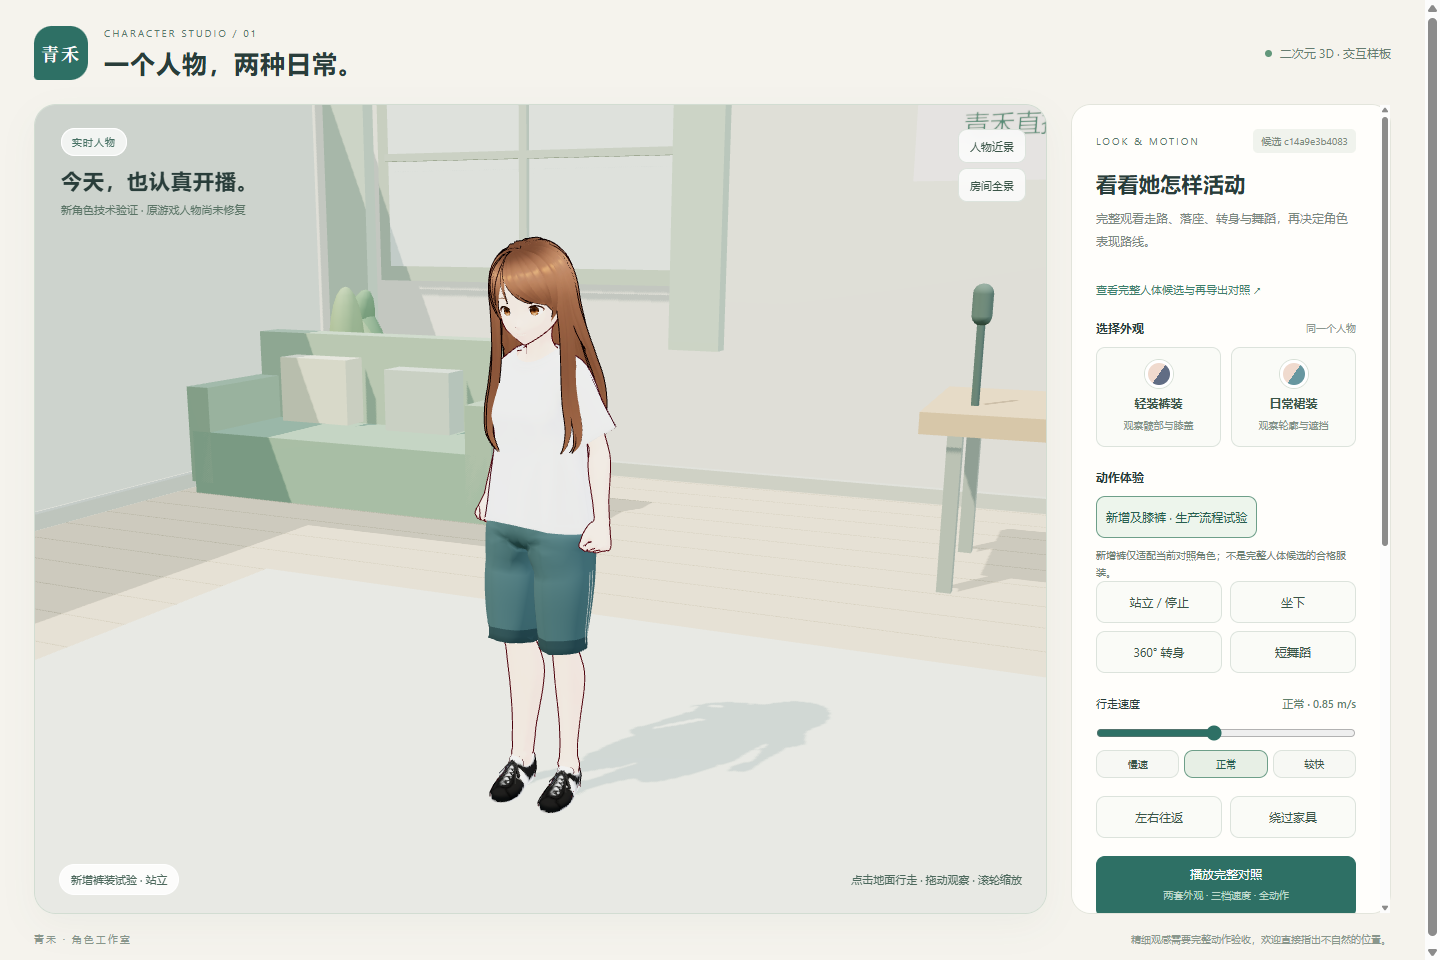 青禾
CHARACTER STUDIO / 01
一个人物，两种日常。
二次元 3D · 交互样板
实时人物
今天，也认真开播。
新角色技术验证 · 原游戏人物尚未修复
青禾直
人物近景
房间全景
新增裤装试验 · 站立
点击地面行走 · 拖动观察 · 滚轮缩放
LOOK & MOTION
候选 c14a9e3b4083
看看她怎样活动
完整观看走路、落座、转身与舞蹈，再决定角色
表现路线。
查看完整人体候选与再导出对照 ↗
选择外观
同一个人物
轻装裤装
观察腿部与膝盖
日常裙装
观察轮廓与遮挡
动作体验
新增及膝裤 · 生产流程试验
新增裤仅适配当前对照角色；不是完整人体候选的合格服
装。
站立 / 停止
坐下
360° 转身
短舞蹈
行走速度
正常 · 0.85 m/s
慢速
正常
较快
左右往返
绕过家具
播放完整对照
两套外观 · 三档速度 · 全动作
青禾 · 角色工作室
精细观感需要完整动作验收，欢迎直接指出不自然的位置。